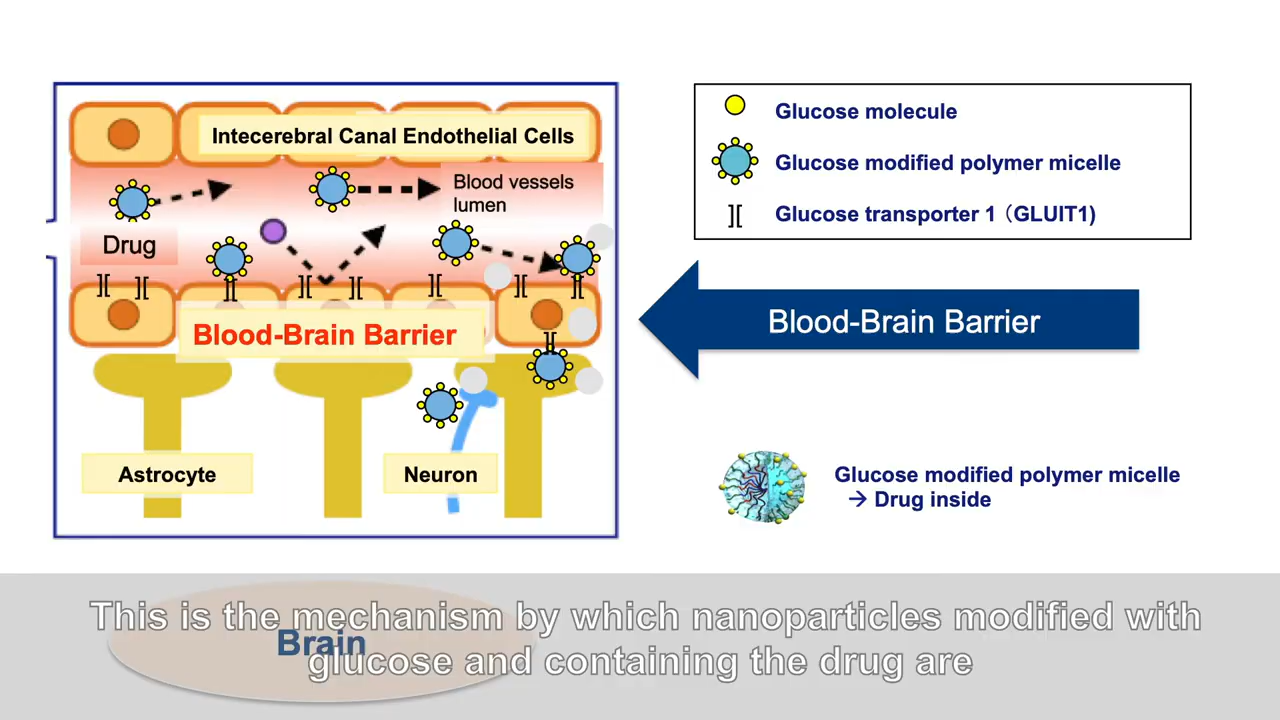 Intecerebral Canal Endothelial Cells
Blood vessels
lumen
Drug
][ ][ ][ ][ ][ ][ ][ ][
Blood-Brain Barrier
][
Astrocyte
Neuron
Glucose molecule
Glucose modified polymer micelle
][ Glucose transporter 1 (GLUIT1)
Blood-Brain Barrier
Glucose modified polymer micelle
→ Drug inside
Brain
This is the mechanism by which nanoparticles modified with
glucose and containing the drug are